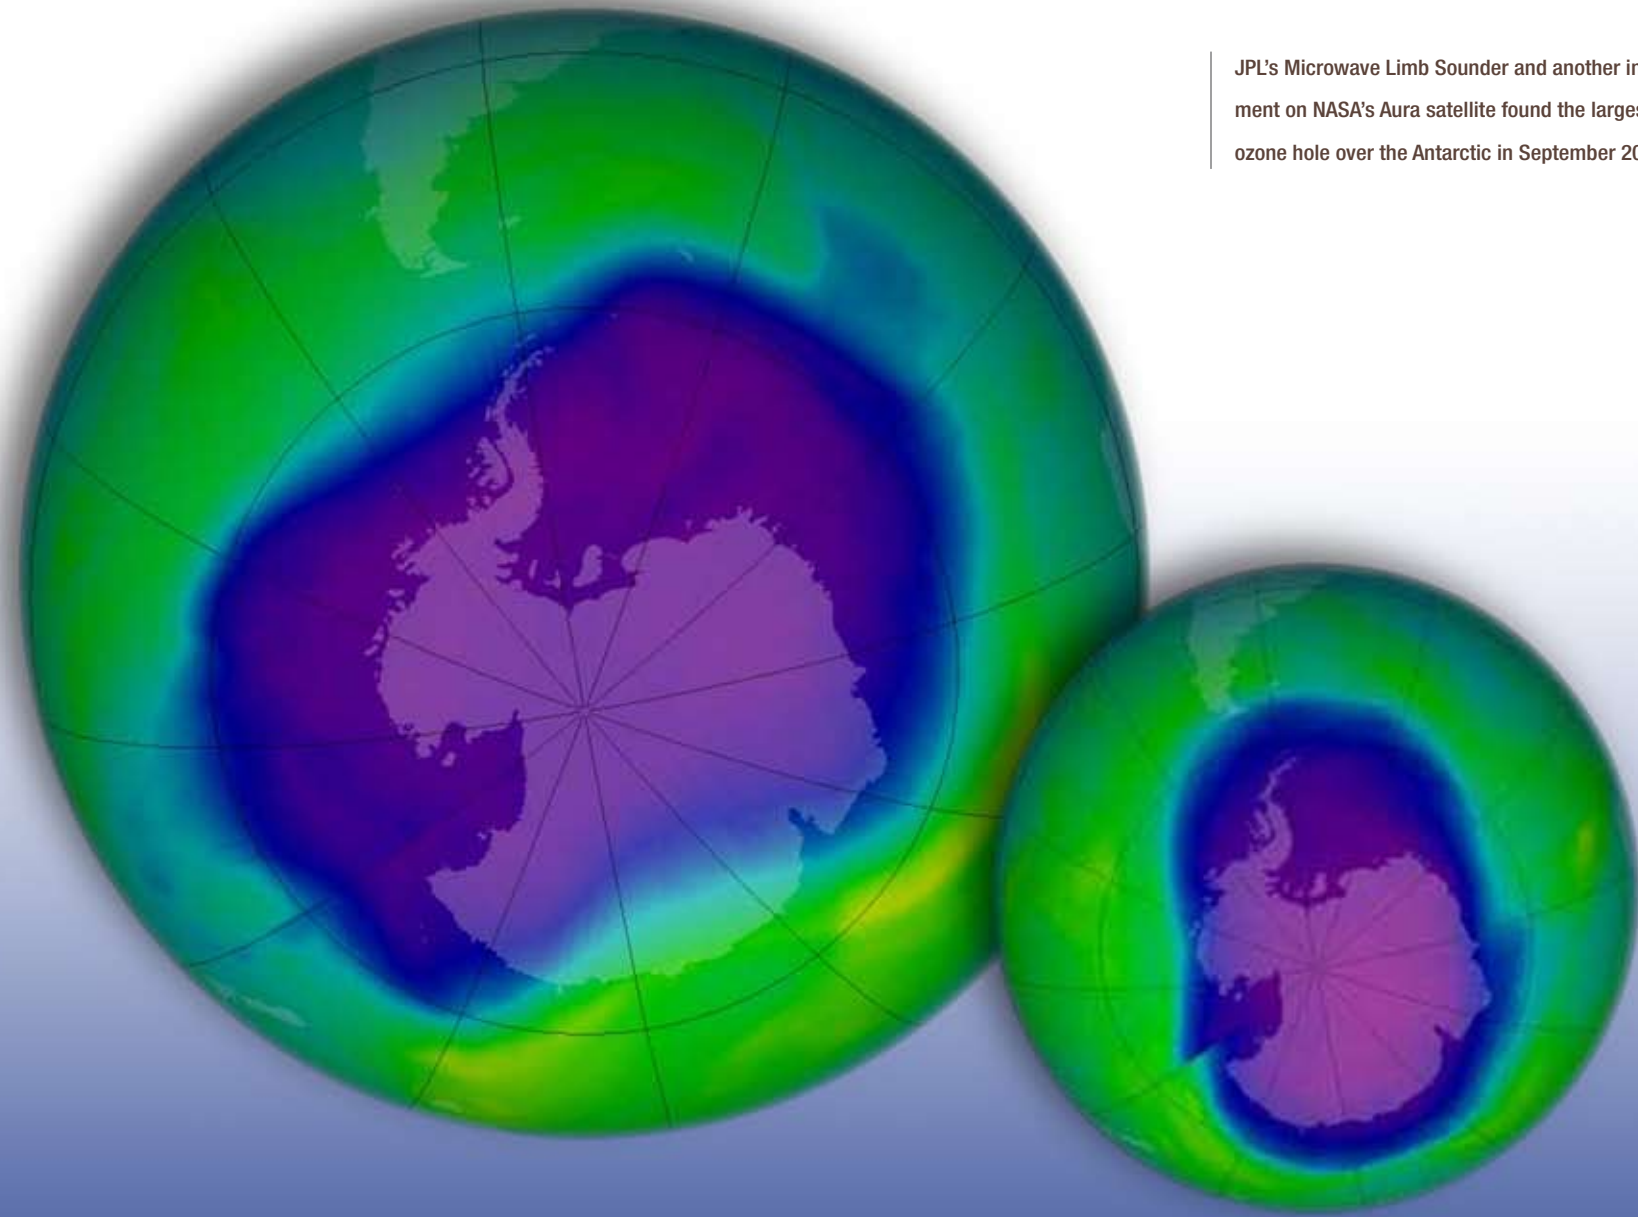 JPL's Microwave Limb Sounder and another in
ment on NASA's Aura satellite found the larges
ozone hole over the Antarctic in September 20